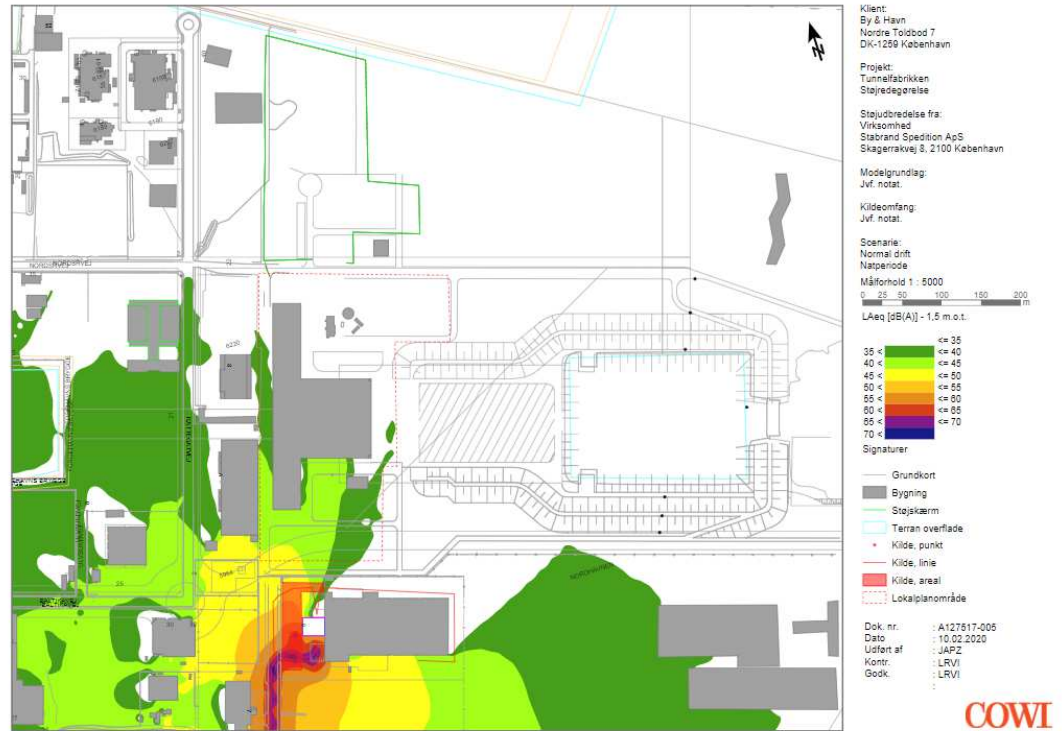 Klient:
By & Havn
Nordre Toldbod 7
DK-1259 København
Projekt:
Tunnelfabrikken
Støjredegørelse
Støjudbredelse fra:
Virksomhed
Stabrand Spedition ApS
Skagerrakvej 8, 2100 København
Modelgrundlag:
Jvf. notat.
Kildeomfang:
Jvf. notat.
Scenarie:
Normal drift
Natperiode
Målforhold 1 : 5000
0 25 50 100 150 200
m
LAeq [dB(A)] - 1,5 m.o.t.
<= 35
35 < <= 40
40 < <= 45
45 < <= 50
50 < <= 55
55 < <= 60
60 < <= 65
65 < <= 70
70 <
Signaturer
Grundkort
Bygning
Støjskærm
Terran overflade
Kilde, punkt
Kilde, linie
Kilde, areal
Lokalplanområde
Dok. nr. : A127517-005
Dato : 10.02.2020
Udført af : JAPZ
Kontr. : LRVI
Godk. : LRVI
:
COWI
N
NORDSØVEJ